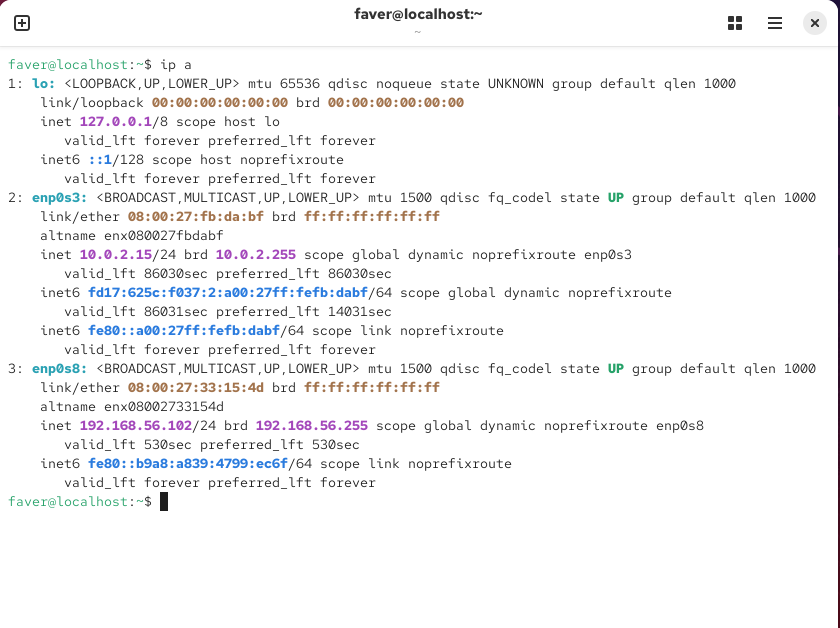 faver@localhost:~
~
faver@localhost:~$ ip a
1: lo: <LOOPBACK,UP,LOWER_UP> mtu 65536 qdisc noqueue state UNKNOWN group default qlen 1000
    link/loopback 00:00:00:00:00:00 brd 00:00:00:00:00:00
    inet 127.0.0.1/8 scope host lo
       valid_lft forever preferred_lft forever
    inet6 ::1/128 scope host noprefixroute
       valid_lft forever preferred_lft forever
2: enp0s3: <BROADCAST,MULTICAST,UP,LOWER_UP> mtu 1500 qdisc fq_codel state UP group default qlen 1000
    link/ether 08:00:27:fb:da:bf brd ff:ff:ff:ff:ff:ff
    altname enx080027fbdabf
    inet 10.0.2.15/24 brd 10.0.2.255 scope global dynamic noprefixroute enp0s3
       valid_lft 86030sec preferred_lft 86030sec
    inet6 fd17:625c:f037:2:a00:27ff:fefb:dabf/64 scope global dynamic noprefixroute
       valid_lft 86031sec preferred_lft 14031sec
    inet6 fe80::a00:27ff:fefb:dabf/64 scope link noprefixroute
       valid_lft forever preferred_lft forever
3: enp0s8: <BROADCAST,MULTICAST,UP,LOWER_UP> mtu 1500 qdisc fq_codel state UP group default qlen 1000
    link/ether 08:00:27:33:15:4d brd ff:ff:ff:ff:ff:ff
    altname enx08002733154d
    inet 192.168.56.102/24 brd 192.168.56.255 scope global dynamic noprefixroute enp0s8
       valid_lft 530sec preferred_lft 530sec
    inet6 fe80::b9a8:a839:4799:ec6f/64 scope link noprefixroute
       valid_lft forever preferred_lft forever
faver@localhost:~$